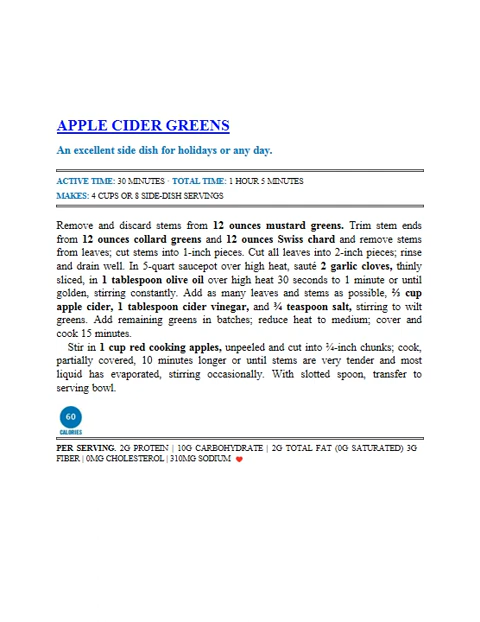 APPLE CIDER GREENS
An excellent side dish for holidays or any day.
ACTIVE TIME: 30 MINUTES · TOTAL TIME: 1 HOUR 5 MINUTES
MAKES: 4 CUPS OR 8 SIDE-DISH SERVINGS
Remove and discard stems from 12 ounces mustard greens. Trim stem ends
from 12 ounces collard greens and 12 ounces Swiss chard and remove stems
from leaves; cut stems into 1-inch pieces. Cut all leaves into 2-inch pieces; rinse
and drain well. In 5-quart saucepot over high heat, sauté 2 garlic cloves, thinly
sliced, in 1 tablespoon olive oil over high heat 30 seconds to 1 minute or until
golden, stirring constantly. Add as many leaves and stems as possible, ⅔ cup
apple cider, 1 tablespoon cider vinegar, and ¾ teaspoon salt, stirring to wilt
greens. Add remaining greens in batches; reduce heat to medium; cover and
cook 15 minutes.
Stir in 1 cup red cooking apples, unpeeled and cut into ¾-inch chunks; cook,
partially covered, 10 minutes longer or until stems are very tender and most
liquid has evaporated, stirring occasionally. With slotted spoon, transfer to
serving bowl.
60
CALORIES
PER SERVING. 2G PROTEIN | 10G CARBOHYDRATE | 2G TOTAL FAT (0G SATURATED) 3G
FIBER | 0MG CHOLESTEROL | 310MG SODIUM